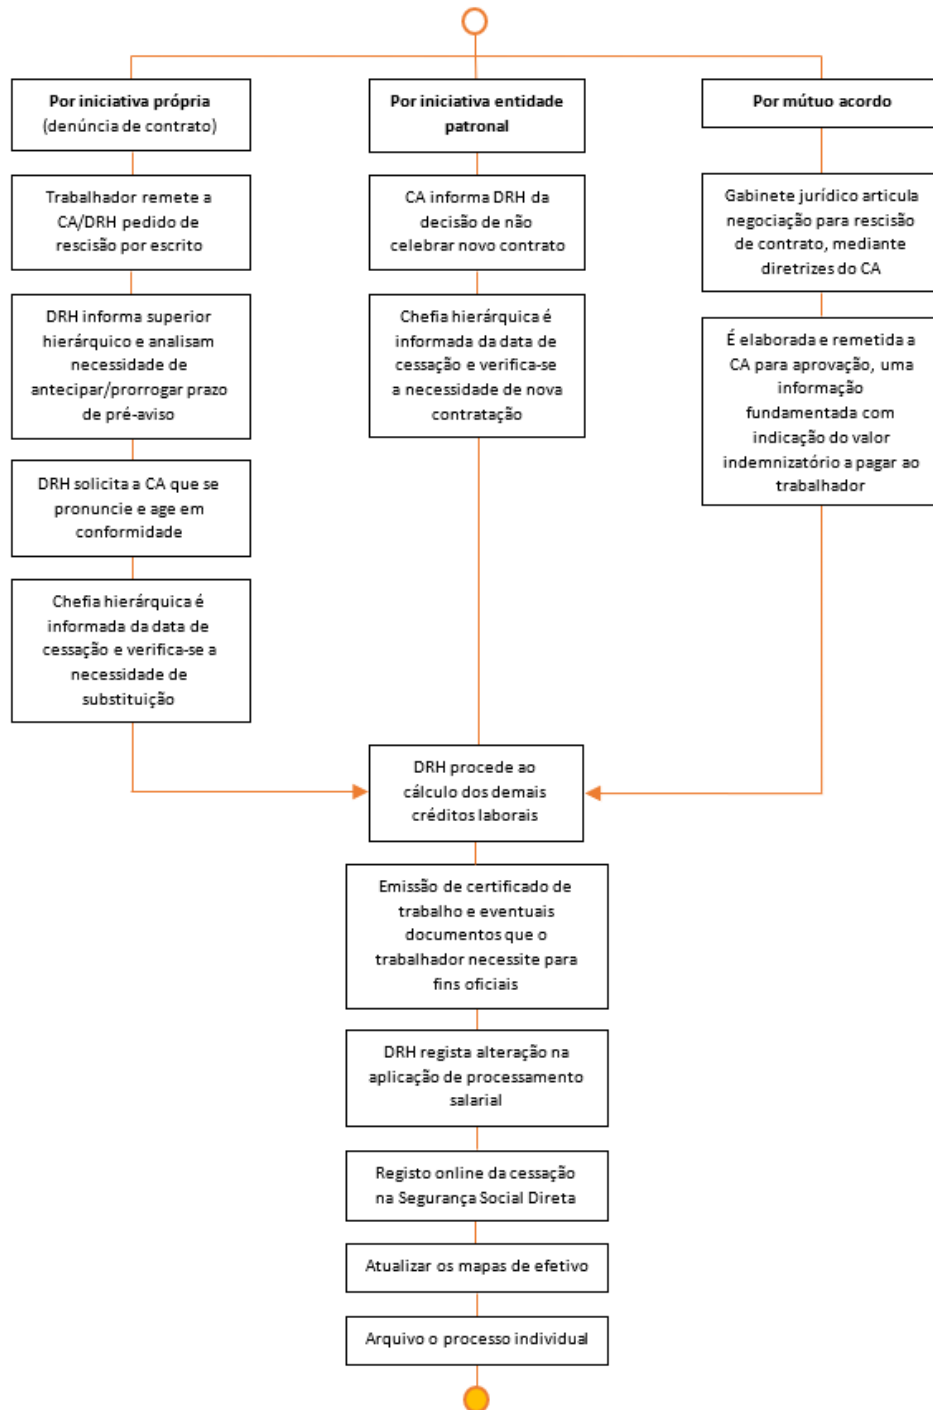 Por iniciativa própria
(denúncia de contrato)
Trabalhador remete a
CA/DRH pedido de
rescisão por escrito
DRH informa superior
hierárquico e analisam
necessidade de
antecipar/prorrogar prazo
de pré-aviso
DRH solicita a CA que se
pronuncie e age em
conformidade
Chefia hierárquica é
informada da data de
cessação e verifica-se a
necessidade de
substituição
Por iniciativa entidade
patronal
CA informa DRH da
decisão de não
celebrar novo contrato
Chefia hierárquica é
informada da data de
cessação e verifica-se
a necessidade de nova
contratação
Por mútuo acordo
Gabinete jurídico articula
negociação para rescisão
de contrato, mediante
diretrizes do CA
É elaborada e remetida a
CA para aprovação, uma
informação
fundamentada com
indicação do valor
indemnizatório a pagar ao
trabalhador
DRH procede ao
cálculo dos demais
créditos laborais
Emissão de certificado de
trabalho e eventuais
documentos que o
trabalhador necessite para
fins oficiais
DRH regista alteração na
aplicação de processamento
salarial
Registo online da cessação
na Segurança Social Direta
Atualizar os mapas de efetivo
Arquivo o processo individual